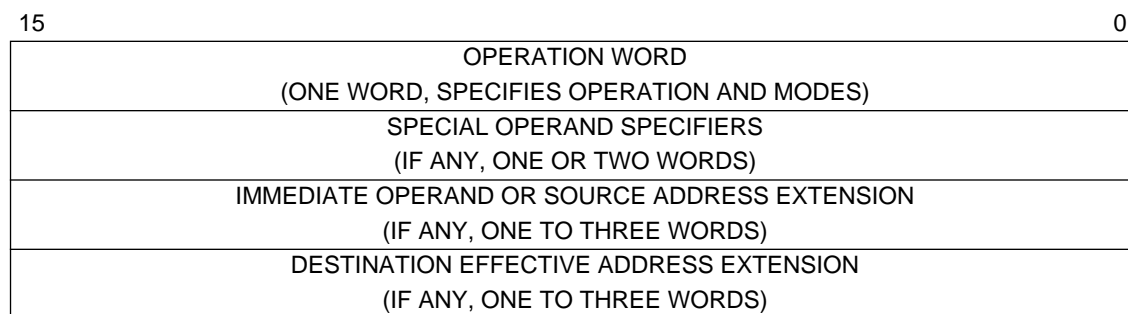 15 0
OPERATION WORD
(ONE WORD, SPECIFIES OPERATION AND MODES)
SPECIAL OPERAND SPECIFIERS
(IF ANY, ONE OR TWO WORDS)
IMMEDIATE OPERAND OR SOURCE ADDRESS EXTENSION
(IF ANY, ONE TO THREE WORDS)
DESTINATION EFFECTIVE ADDRESS EXTENSION
(IF ANY, ONE TO THREE WORDS)